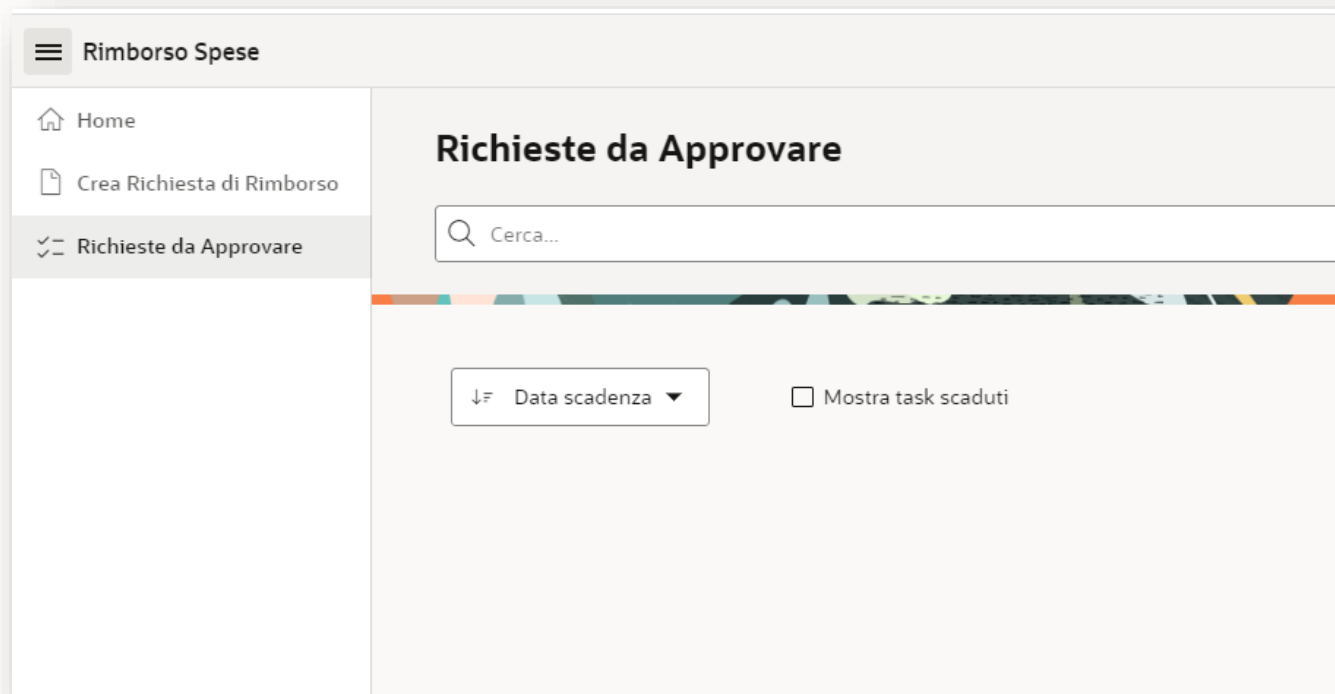 Rimborso Spese
Home
Crea Richiesta di Rimborso
Richieste da Approvare
Richieste da Approvare
Cerca...
Data scadenza
Mostra task scaduti